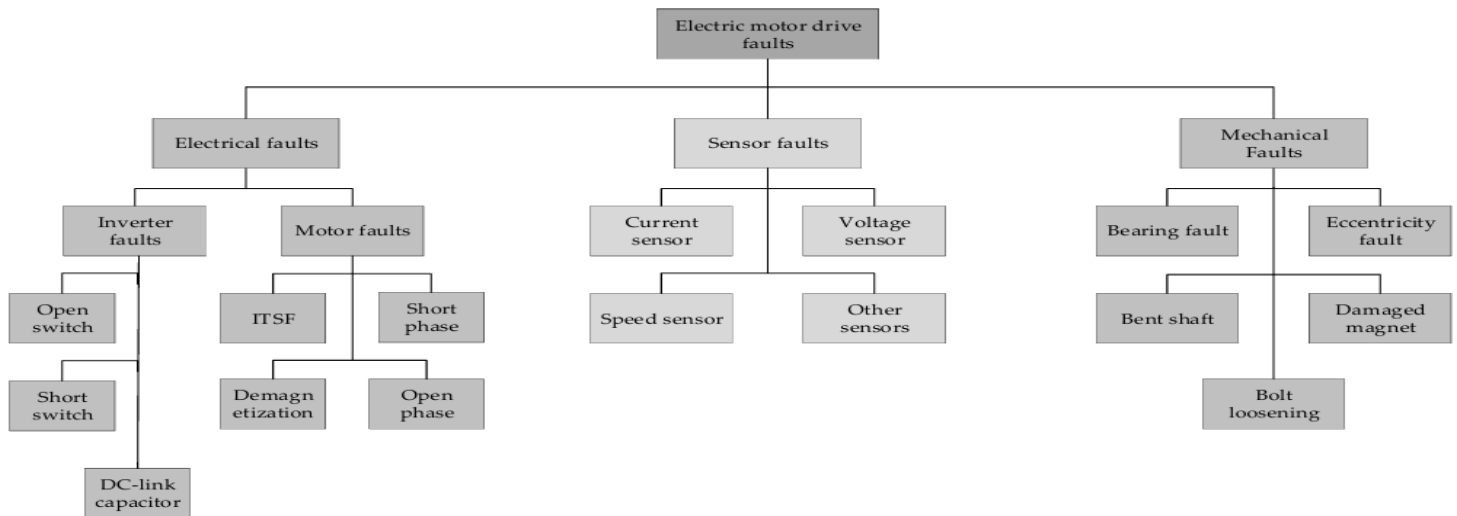 Electric motor drive
faults
Electrical faults
Sensor faults
Mechanical
Faults
Inverter
faults
Motor faults
Current
sensor
Voltage
sensor
Bearing fault
Eccentricity
fault
Open
switch
ITSF
Short
phase
Speed sensor
Other
sensors
Bent shaft
Damaged
magnet
Short
switch
Demagn
etization
Open
phase
Bolt
loosening
DC-link
capacitor